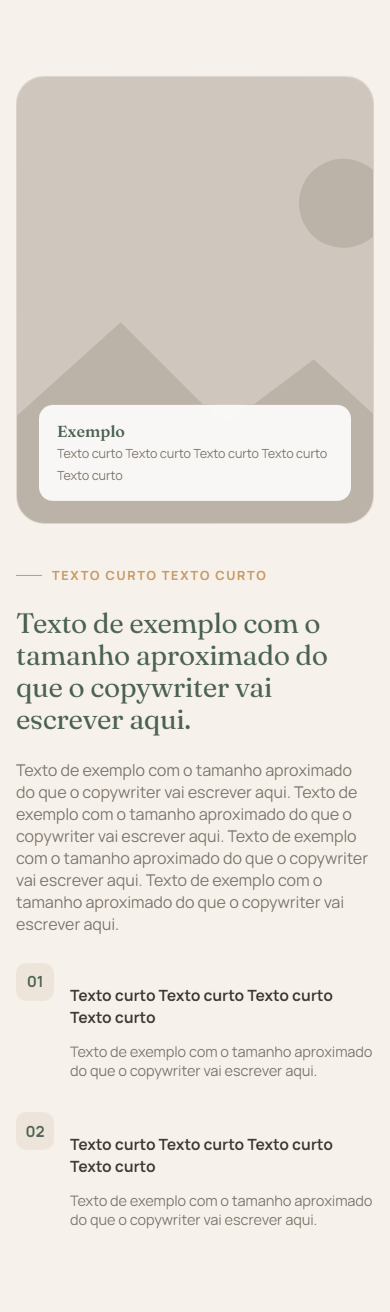 Exemplo
Texto curto Texto curto Texto curto Texto curto
Texto curto
TEXTO CURTO TEXTO CURTO
Texto de exemplo com o
tamanho aproximado do
que o copywriter vai
escrever aqui.
Texto de exemplo com o tamanho aproximado
do que o copywriter vai escrever aqui. Texto de
exemplo com o tamanho aproximado do que o
copywriter vai escrever aqui. Texto de exemplo
com o tamanho aproximado do que o copywriter
vai escrever aqui. Texto de exemplo com o
tamanho aproximado do que o copywriter vai
escrever aqui.
01
Texto curto Texto curto Texto curto
Texto curto
Texto de exemplo com o tamanho aproximado
do que o copywriter vai escrever aqui.
02
Texto curto Texto curto Texto curto
Texto curto
Texto de exemplo com o tamanho aproximado
do que o copywriter vai escrever aqui.